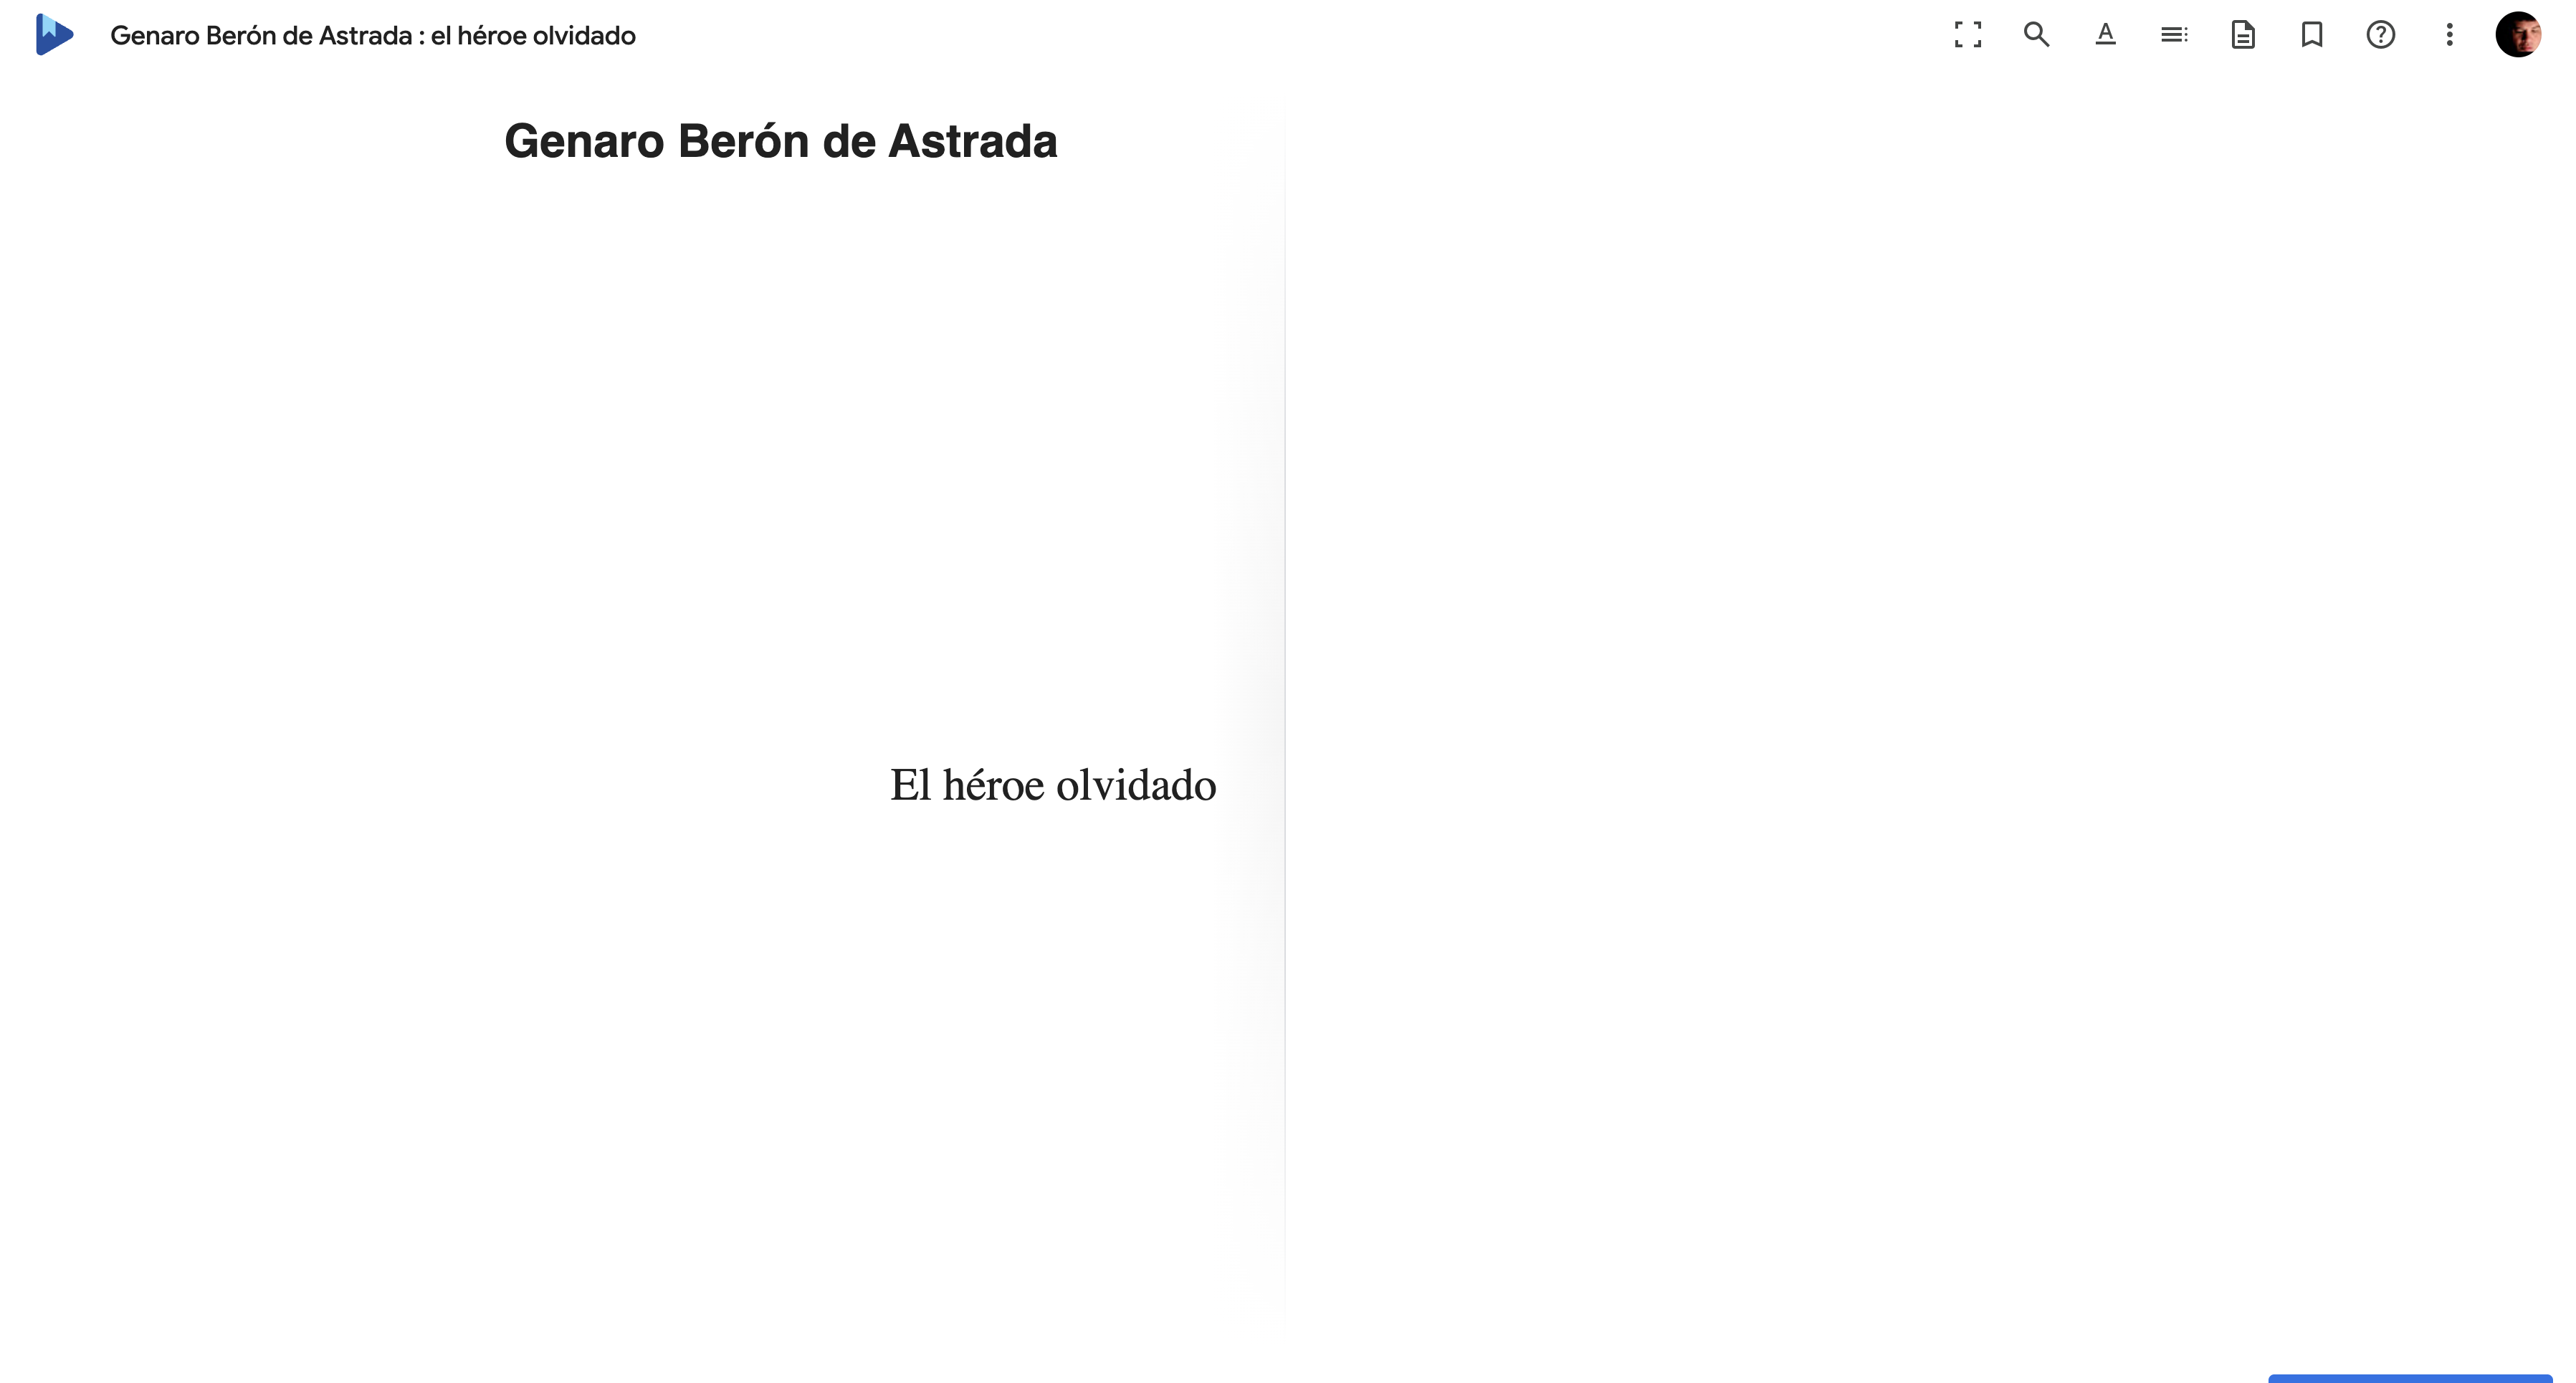 Genaro Berón de Astrada : el héroe olvidado
A
Genaro Berón de Astrada
El héroe olvidado